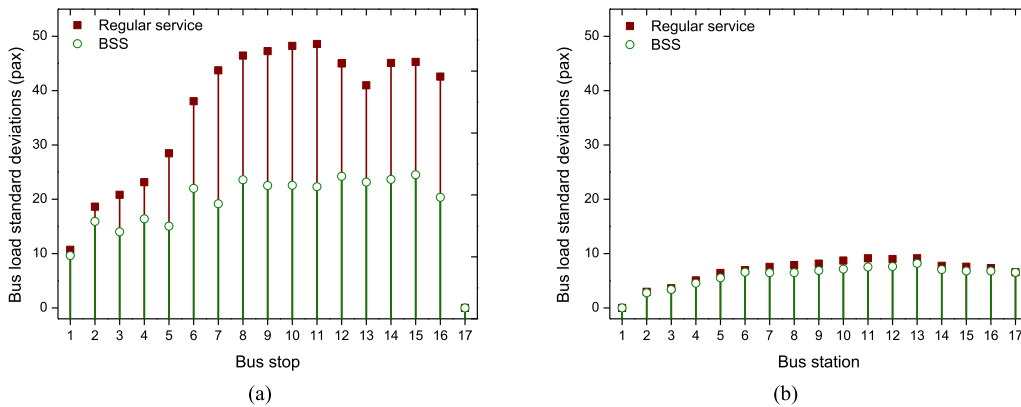 Regular service
BSS
Bus load standard deviations (pax)
50
40
30
20
10
0
1 2 3 4 5 6 7 8 9 10 11 12 13 14 15 16 17
Bus stop
(a)
Regular service
BSS
Bus load standard deviations (pax)
50
40
30
20
10
0
1 2 3 4 5 6 7 8 9 10 11 12 13 14 15 16 17
Bus station
(b)